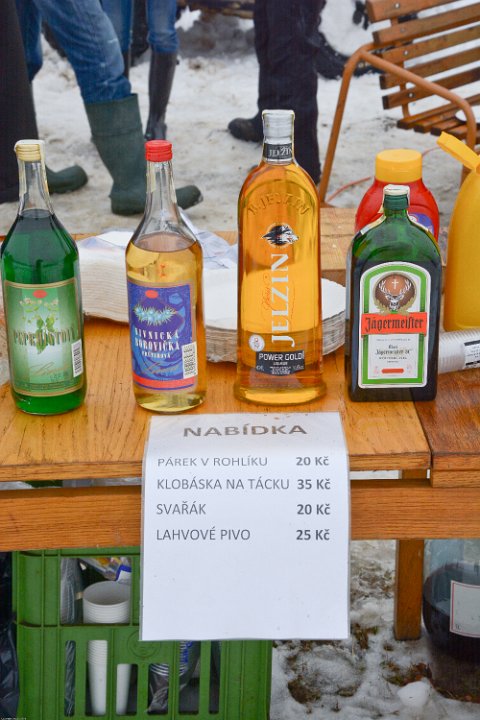 PEPRMINTOVÁ
NIVNICKÁ
BOROVIČKA
JELZIN
JELZIN
POWER GOLD
Jägermeister
NABÍDKA
PÁREK V ROHLÍKU 20 Kč
KLOBÁSKA NA TÁCKU 35 Kč
SVAŘÁK 20 Kč
LAHVOVÉ PIVO 25 Kč